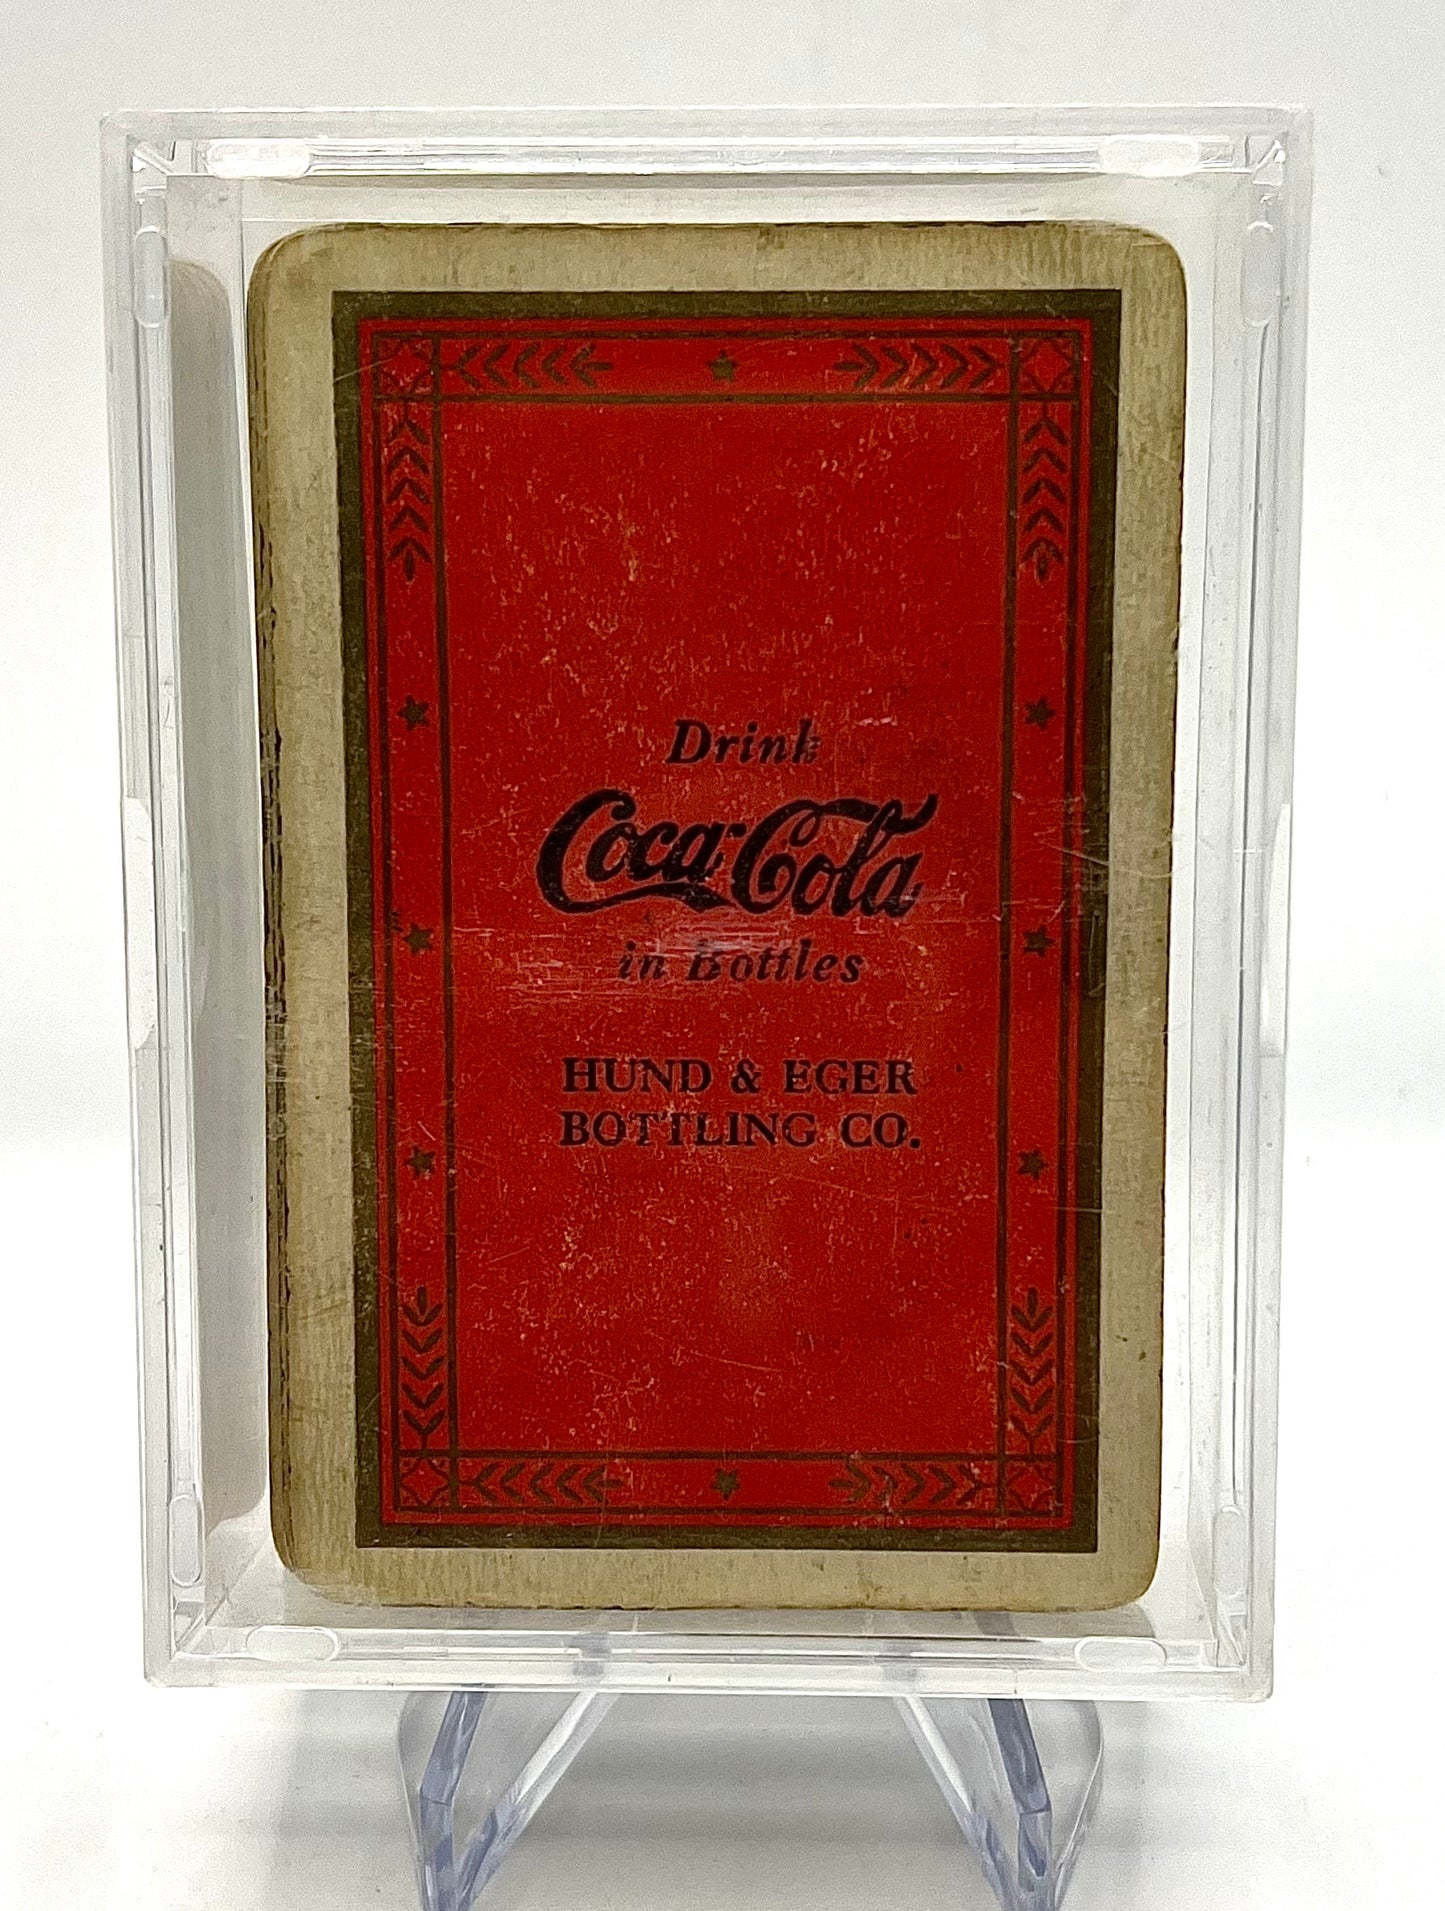 Drink
Coca-Cola
in Bottles
HUND & EGER
BOTTLING CO.